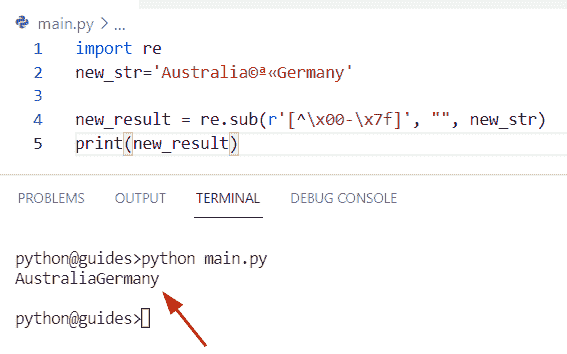 main.py > ...
1 import re
2 new_str='Australia©ª«Germany'
3
4 new_result = re.sub(r'[^\x00-\x7f]', "", new_str)
5 print(new_result)
PROBLEMS OUTPUT TERMINAL DEBUG CONSOLE
python@guides>python main.py
AustraliaGermany
python@guides>